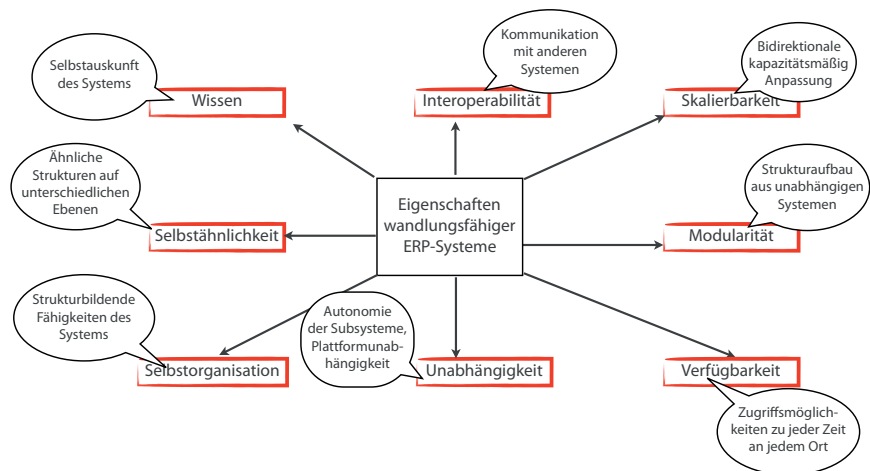 Selbstauskunft
des Systems
Wissen
Kommunikation
mit anderen
Systemen
Interoperabilität
Bidirektionale
kapazitätsmäßig
Anpassung
Skalierbarkeit
Ähnliche
Strukturen auf
unterschiedlichen
Ebenen
Selbstähnlichkeit
Eigenschaften
wandlungsfähiger
ERP-Systeme
Strukturaufbau
aus unabhängigen
Systemen
Modularität
Strukturbildende
Fähigkeiten des
Systems
Selbstorganisation
Autonomie
der Subsysteme,
Plattformunab-
hängigkeit
Unabhängigkeit
Verfügbarkeit
Zugriffsmöglich-
keiten zu jeder Zeit
an jedem Ort